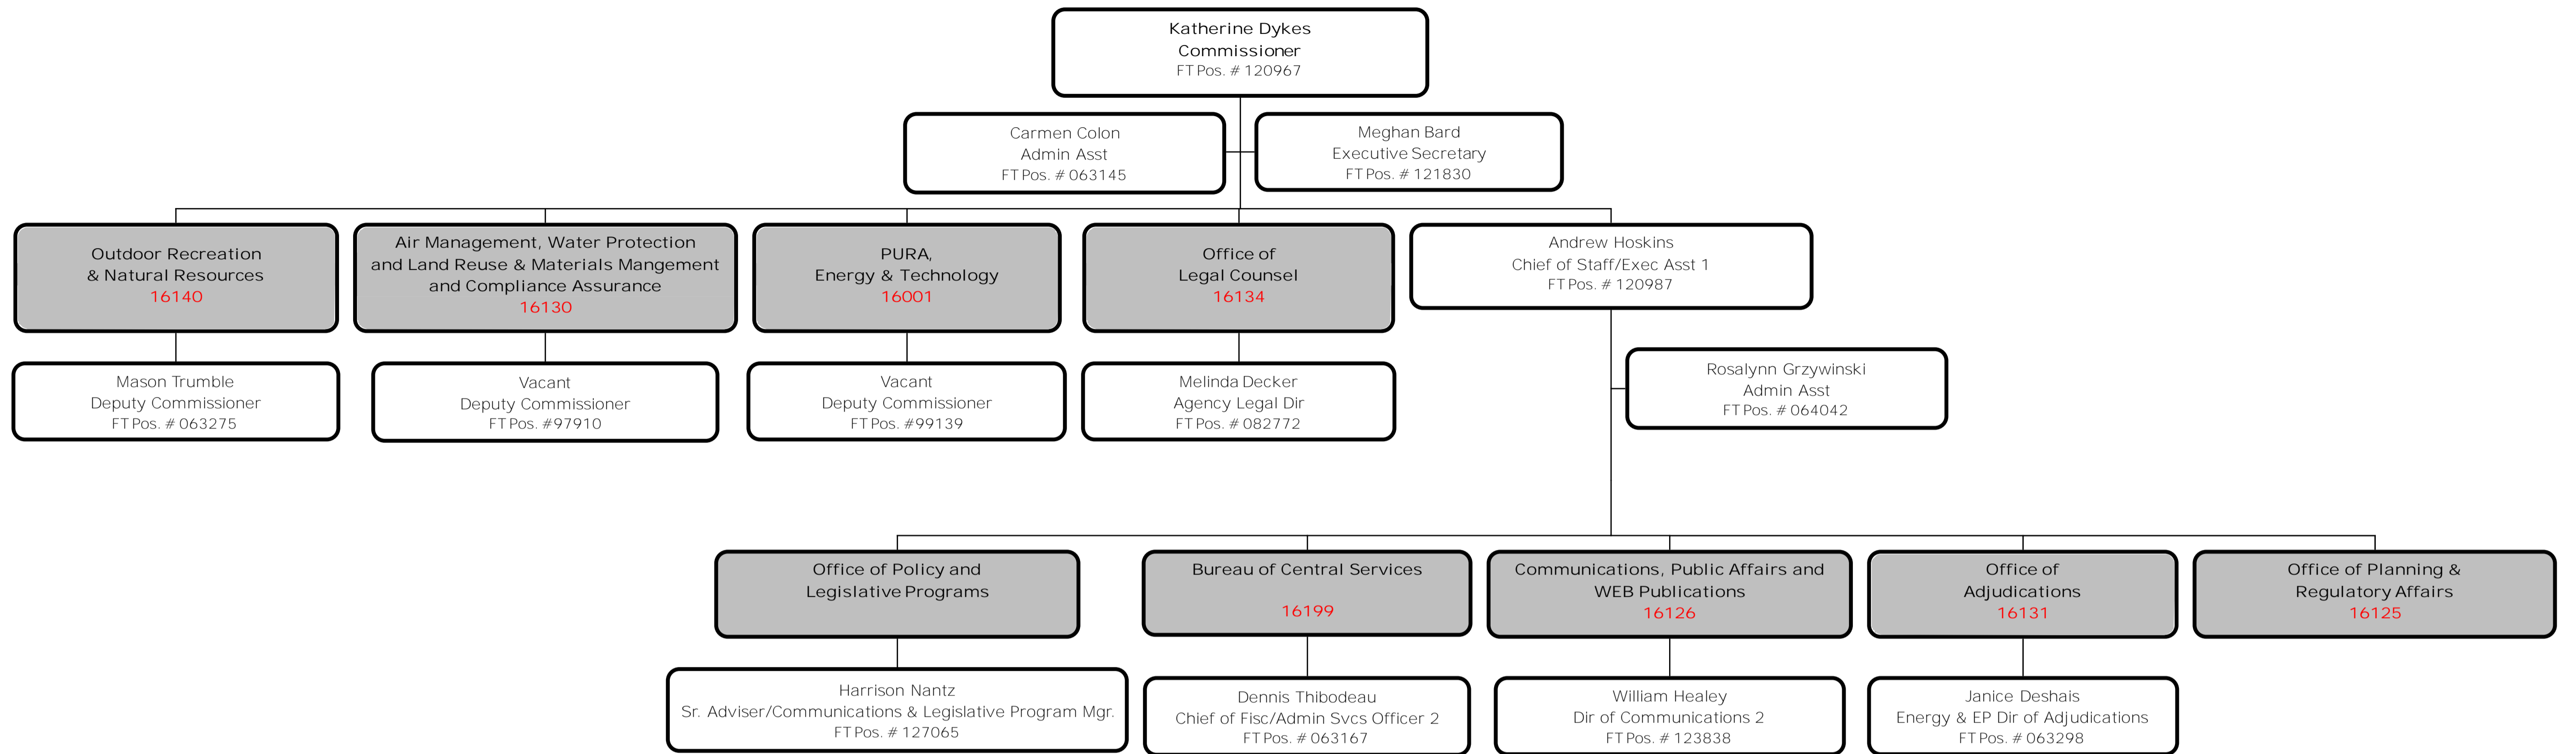 Katherine Dykes
Commissioner
FT Pos. # 120967
Carmen Colon
Admin Asst
FT Pos. # 063145
Meghan Bard
Executive Secretary
FT Pos. # 121830
Outdoor Recreation
& Natural Resources
16140
Air Management, Water Protection
and Land Reuse & Materials Mangement
and Compliance Assurance
16130
PURA,
Energy & Technology
16001
Office of
Legal Counsel
16134
Andrew Hoskins
Chief of Staff/Exec Asst 1
FT Pos. # 120987
Mason Trumble
Deputy Commissioner
FT Pos. # 063275
Vacant
Deputy Commissioner
FT Pos. #97910
Vacant
Deputy Commissioner
FT Pos. #99139
Melinda Decker
Agency Legal Dir
FT Pos. # 082772
Rosalynn Grzywinski
Admin Asst
FT Pos. # 064042
Office of Policy and
Legislative Programs
Bureau of Central Services
16199
Communications, Public Affairs and
WEB Publications
16126
Office of
Adjudications
16131
Office of Planning &
Regulatory Affairs
16125
Harrison Nantz
Sr. Adviser/Communications & Legislative Program Mgr.
FT Pos. # 127065
Dennis Thibodeau
Chief of Fisc/Admin Svcs Officer 2
FT Pos. # 063167
William Healey
Dir of Communications 2
FT Pos. # 123838
Janice Deshais
Energy & EP Dir of Adjudications
FT Pos. # 063298